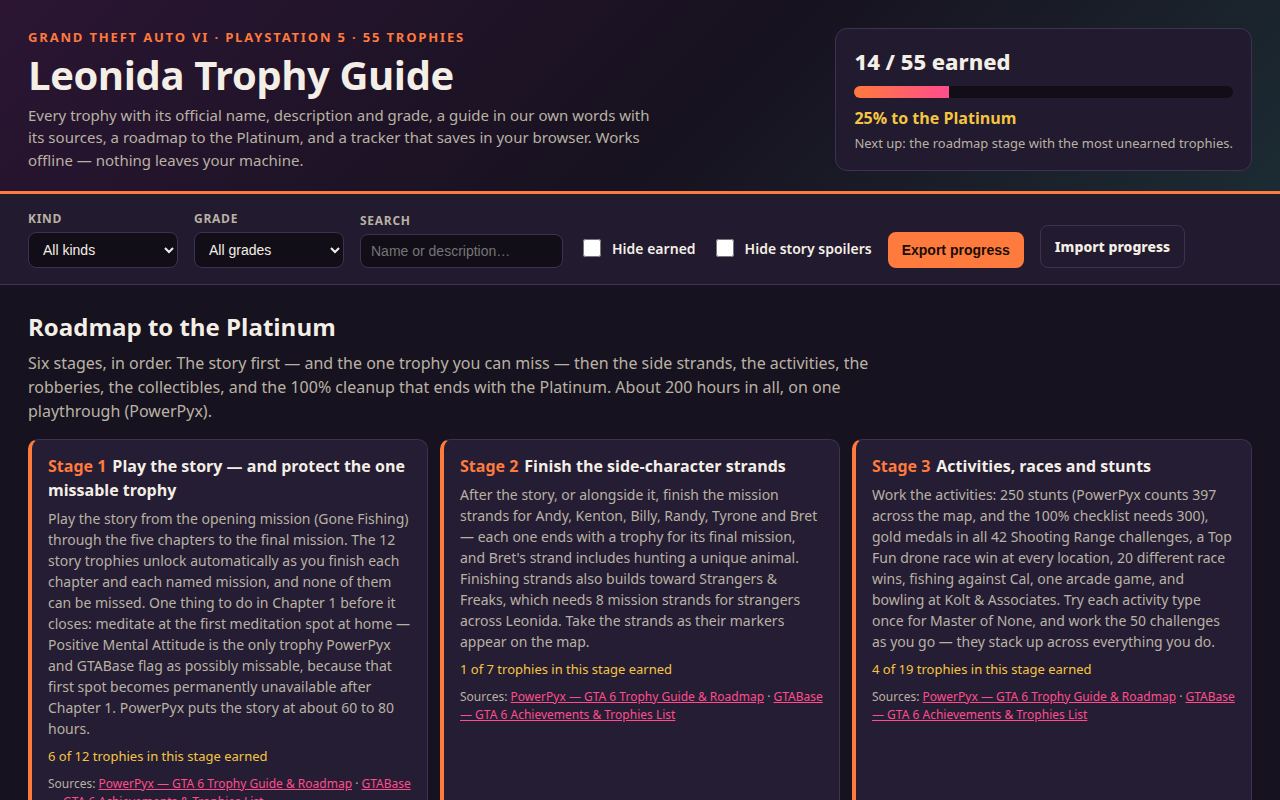 GRAND THEFT AUTO VI · PLAYSTATION 5 · 55 TROPHIES
Leonida Trophy Guide
Every trophy with its official name, description and grade, a guide in our own words with
its sources, a roadmap to the Platinum, and a tracker that saves in your browser. Works
offline — nothing leaves your machine.
14 / 55 earned
25% to the Platinum
Next up: the roadmap stage with the most unearned trophies.
KIND
All kinds
GRADE
All grades
SEARCH
Name or description…
Hide earned
Hide story spoilers
Export progress
Import progress
Roadmap to the Platinum
Six stages, in order. The story first — and the one trophy you can miss — then the side strands, the activities, the
robberies, the collectibles, and the 100% cleanup that ends with the Platinum. About 200 hours in all, on one
playthrough (PowerPyx).
Stage 1 Play the story — and protect the one
missable trophy
Play the story from the opening mission (Gone Fishing)
through the five chapters to the final mission. The 12
story trophies unlock automatically as you finish each
chapter and each named mission, and none of them
can be missed. One thing to do in Chapter 1 before it
closes: meditate at the first meditation spot at home —
Positive Mental Attitude is the only trophy PowerPyx
and GTABase flag as possibly missable, because that
first spot becomes permanently unavailable after
Chapter 1. PowerPyx puts the story at about 60 to 80
hours.
6 of 12 trophies in this stage earned
Sources: PowerPyx — GTA 6 Trophy Guide & Roadmap · GTABase
— GTA 6 Achievements & Trophies List
Stage 2 Finish the side-character strands
After the story, or alongside it, finish the mission
strands for Andy, Kenton, Billy, Randy, Tyrone and Bret
— each one ends with a trophy for its final mission,
and Bret's strand includes hunting a unique animal.
Finishing strands also builds toward Strangers &
Freaks, which needs 8 mission strands for strangers
across Leonida. Take the strands as their markers
appear on the map.
1 of 7 trophies in this stage earned
Sources: PowerPyx — GTA 6 Trophy Guide & Roadmap · GTABase
— GTA 6 Achievements & Trophies List
Stage 3 Activities, races and stunts
Work the activities: 250 stunts (PowerPyx counts 397
across the map, and the 100% checklist needs 300),
gold medals in all 42 Shooting Range challenges, a Top
Fun drone race win at every location, 20 different race
wins, fishing against Cal, one arcade game, and
bowling at Kolt & Associates. Try each activity type
once for Master of None, and work the 50 challenges
as you go — they stack up across everything you do.
4 of 19 trophies in this stage earned
Sources: PowerPyx — GTA 6 Trophy Guide & Roadmap · GTABase
— GTA 6 Achievements & Trophies List